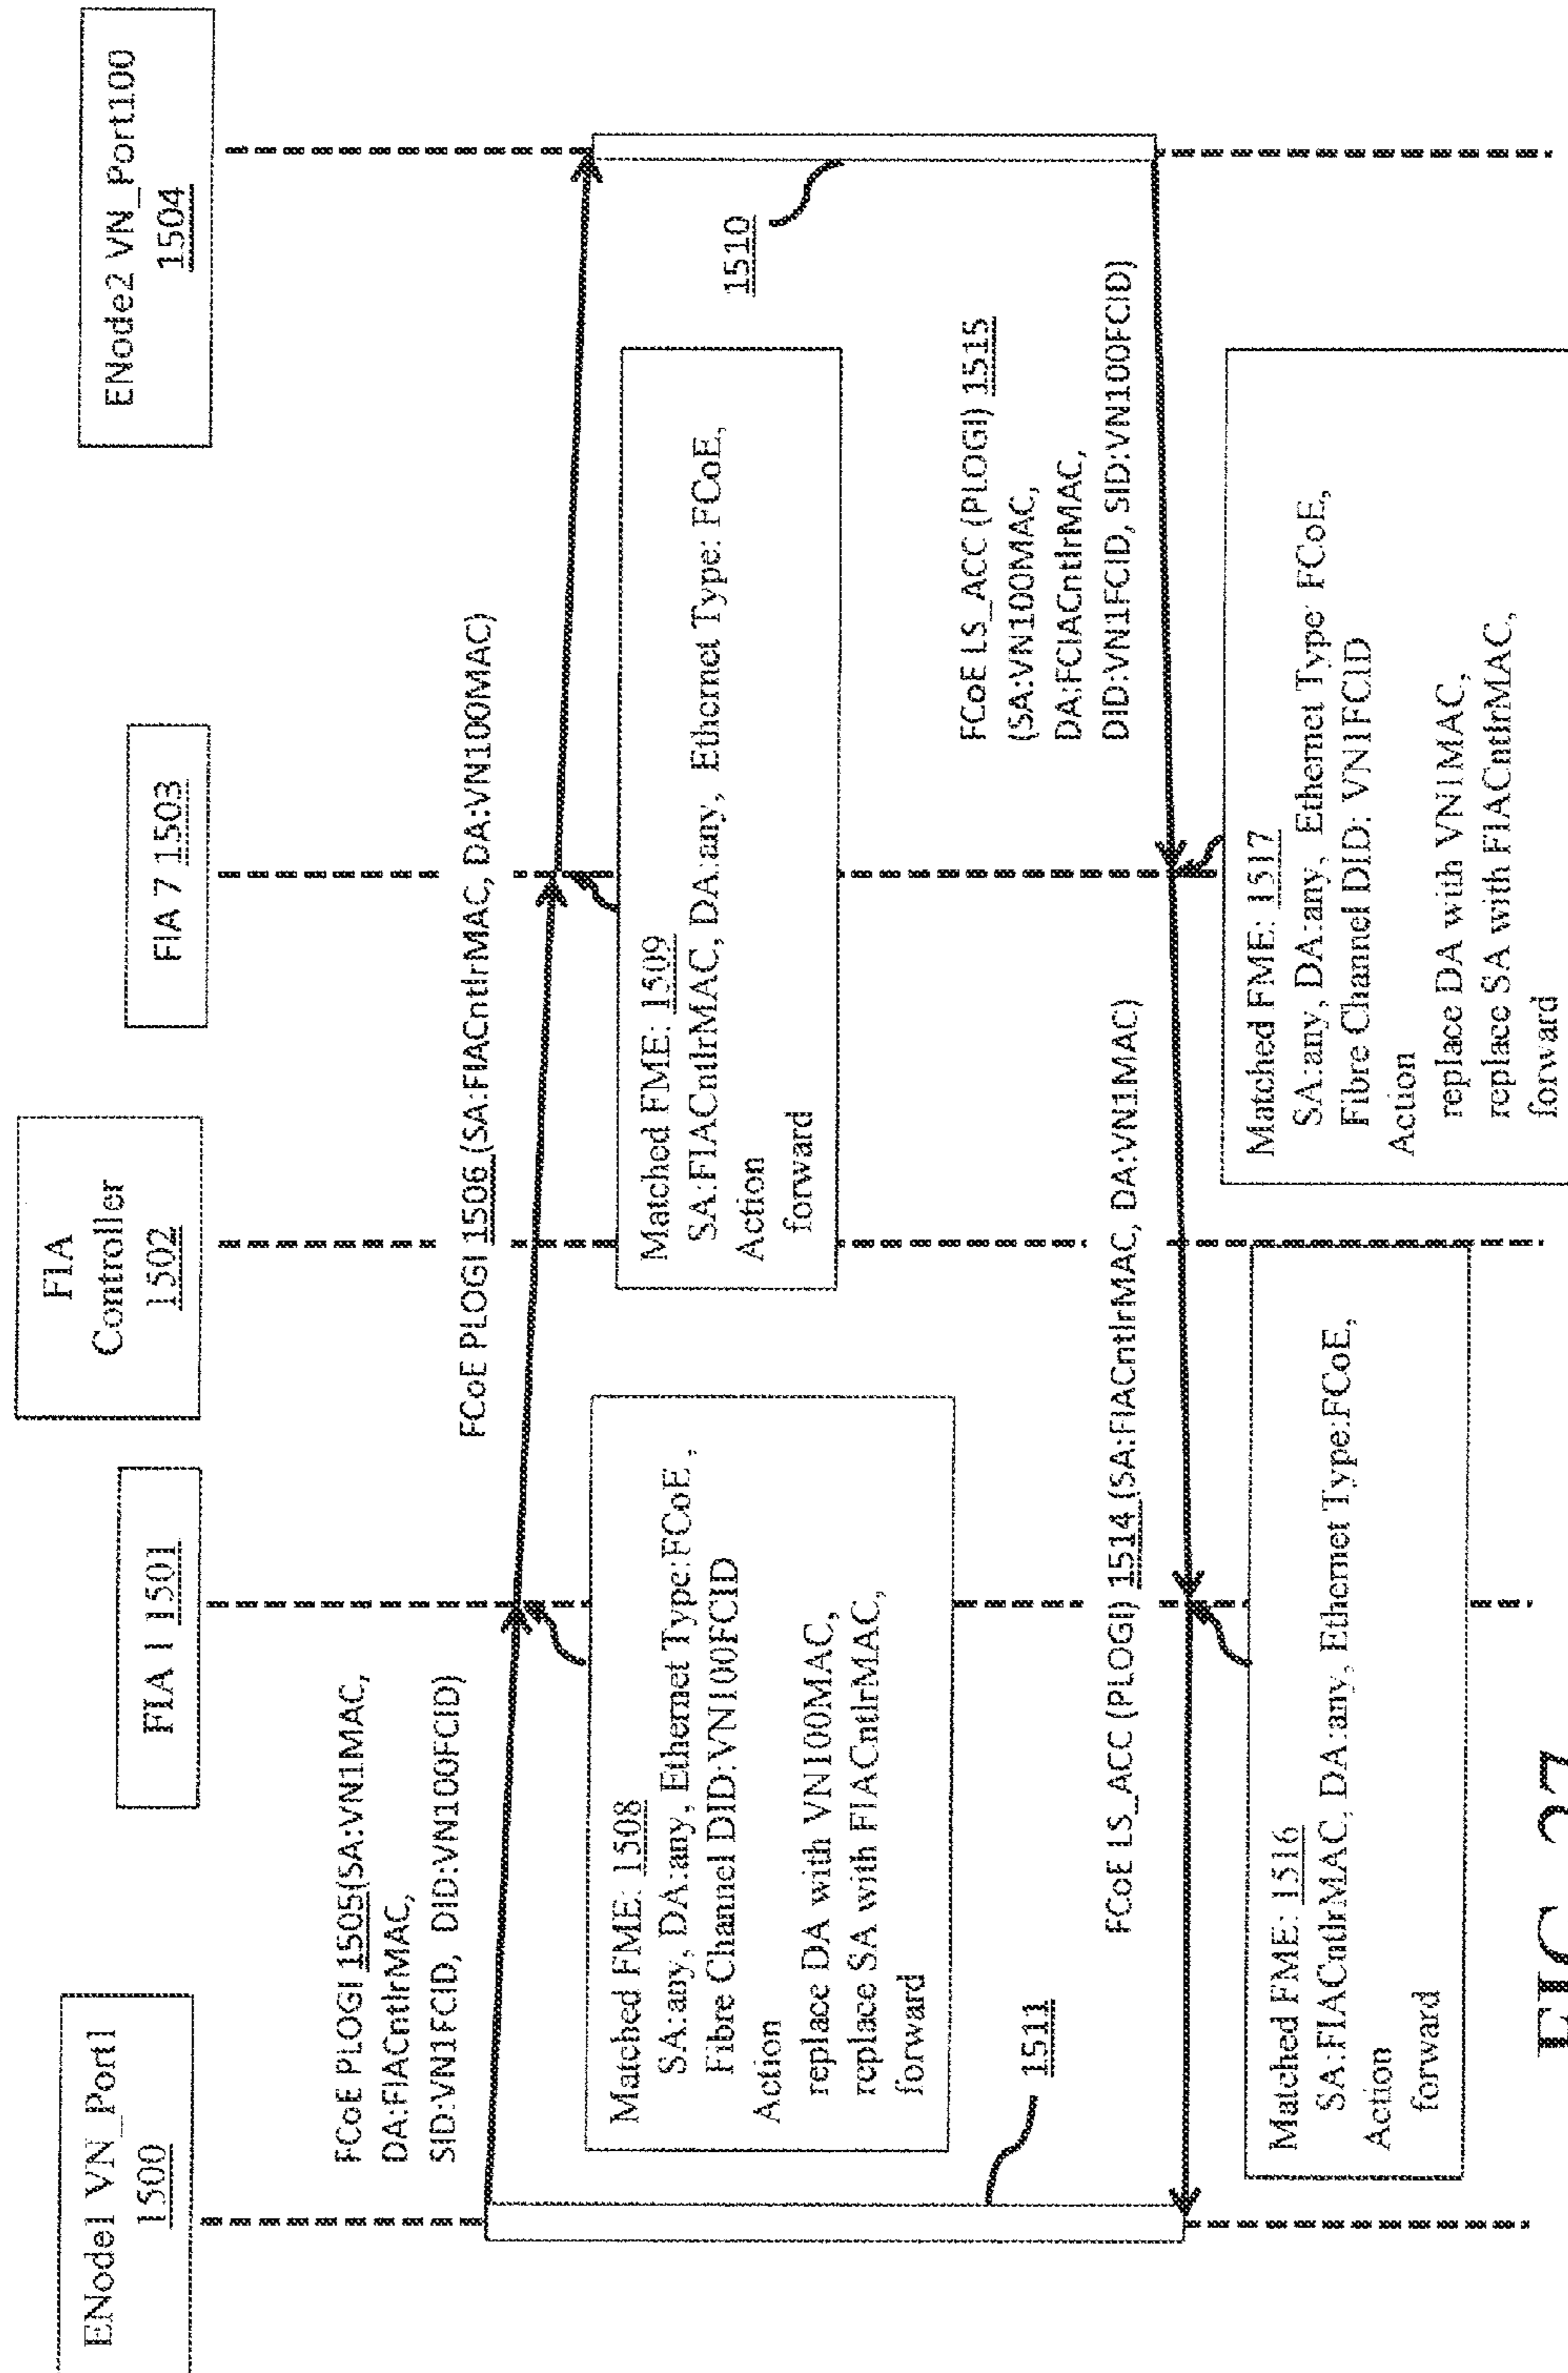 ENode1 VN_Port1
1500
FIA 1 1501
FIA
Controller
1502
FIA 7 1503
ENode2 VN_Port100
1504
FCoE PLOGI 1505(SA:VN1MAC,
DA:FIACntlrMAC,
SID:VN1FCID, DID:VN100FCID)
FCoE PLOGI 1506 (SA:FIACntlrMAC, DA:VN100MAC)
Matched FME: 1508
SA:any, DA:any, Ethernet Type:FCoE ,
Fibre Channel DID:VN100FCID
Action
replace DA with VN100MAC,
replace SA with FIACntlrMAC,
forward
Matched FME: 1509
SA:FIACntlrMAC, DA:any, Ethernet Type: FCoE,
Action
forward
1510
1511
FCoE LS_ACC (PLOGI) 1515
(SA:VN100MAC,
DA:FCIACntlrMAC,
DID:VN1FCID, SID:VN100FCID)
FCoE LS_ACC (PLOGI) 1514 (SA:FIACntlrMAC, DA:VN1MAC)
Matched FME: 1516
SA:FIACntlrMAC, DA:any, Ethernet Type:FCoE,
Action
forward
Matched FME: 1517
SA:any, DA:any, Ethernet Type: FCoE,
Fibre Channel DID: VN1FCID
Action
replace DA with VN1MAC,
replace SA with FIACntlrMAC,
forward